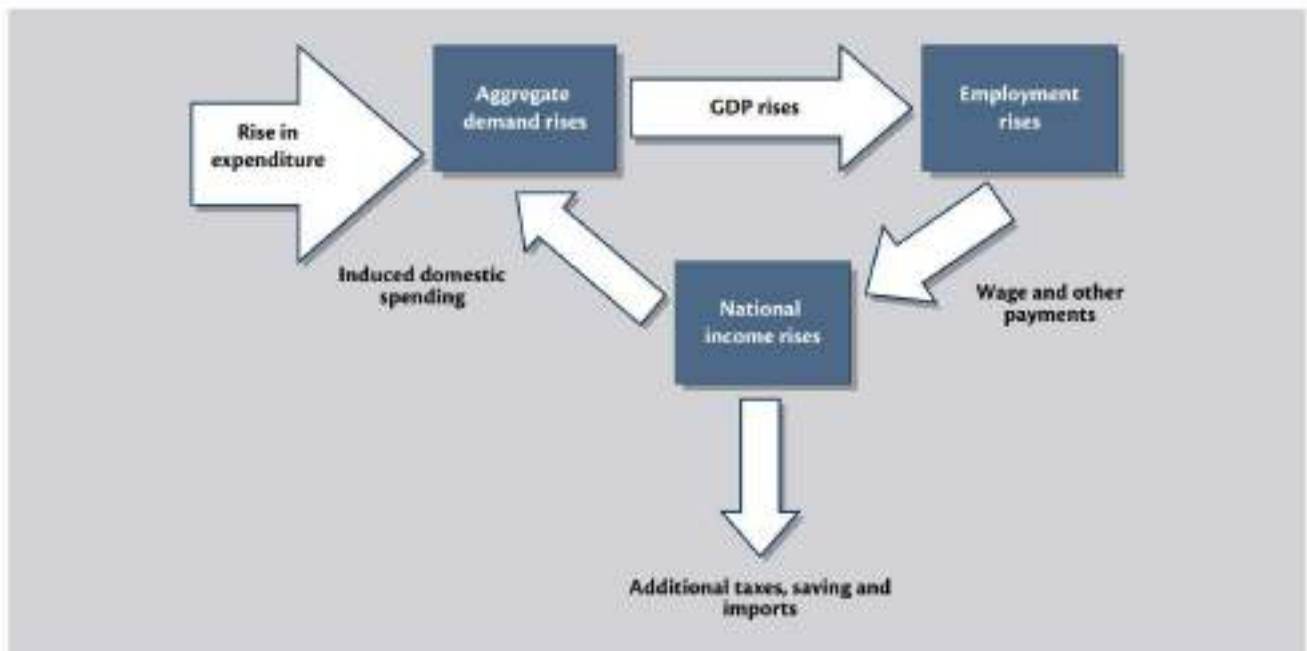 Rise in
expenditure
Aggregate
demand rises
GDP rises
Employment
rises
Induced domestic
spending
National
income rises
Wage and other
payments
Additional taxes, saving and
imports